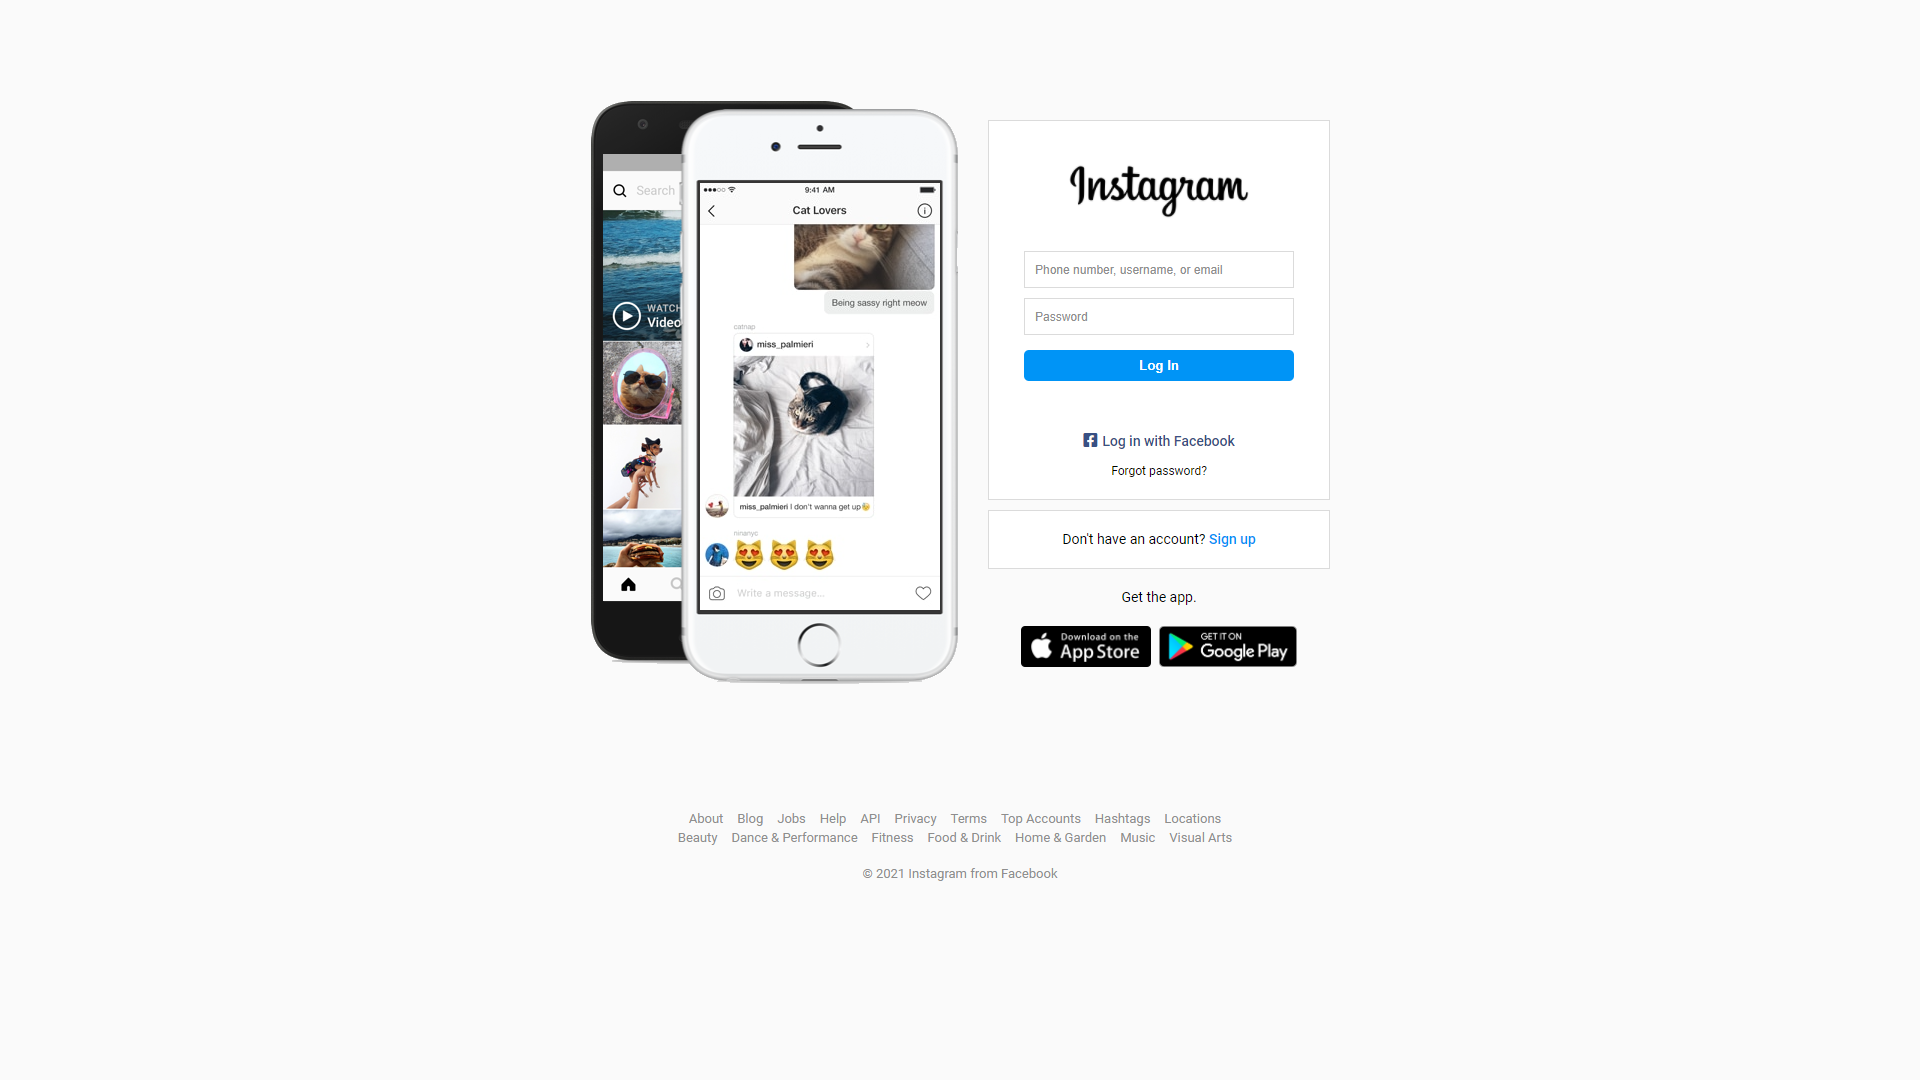 Search
WATCH
Video
9:41 AM
Cat Lovers
Being sassy right meow
catnap
miss_palmieri
miss_palmieri I don't wanna get up
ninanyc
Write a message...
Instagram
Phone number, username, or email
Password
Log In
Log in with Facebook
Forgot password?
Don't have an account? Sign up
Get the app.
Download on the
App Store
GET IT ON
Google Play
About Blog Jobs Help API Privacy Terms Top Accounts Hashtags Locations
Beauty Dance & Performance Fitness Food & Drink Home & Garden Music Visual Arts
© 2021 Instagram from Facebook